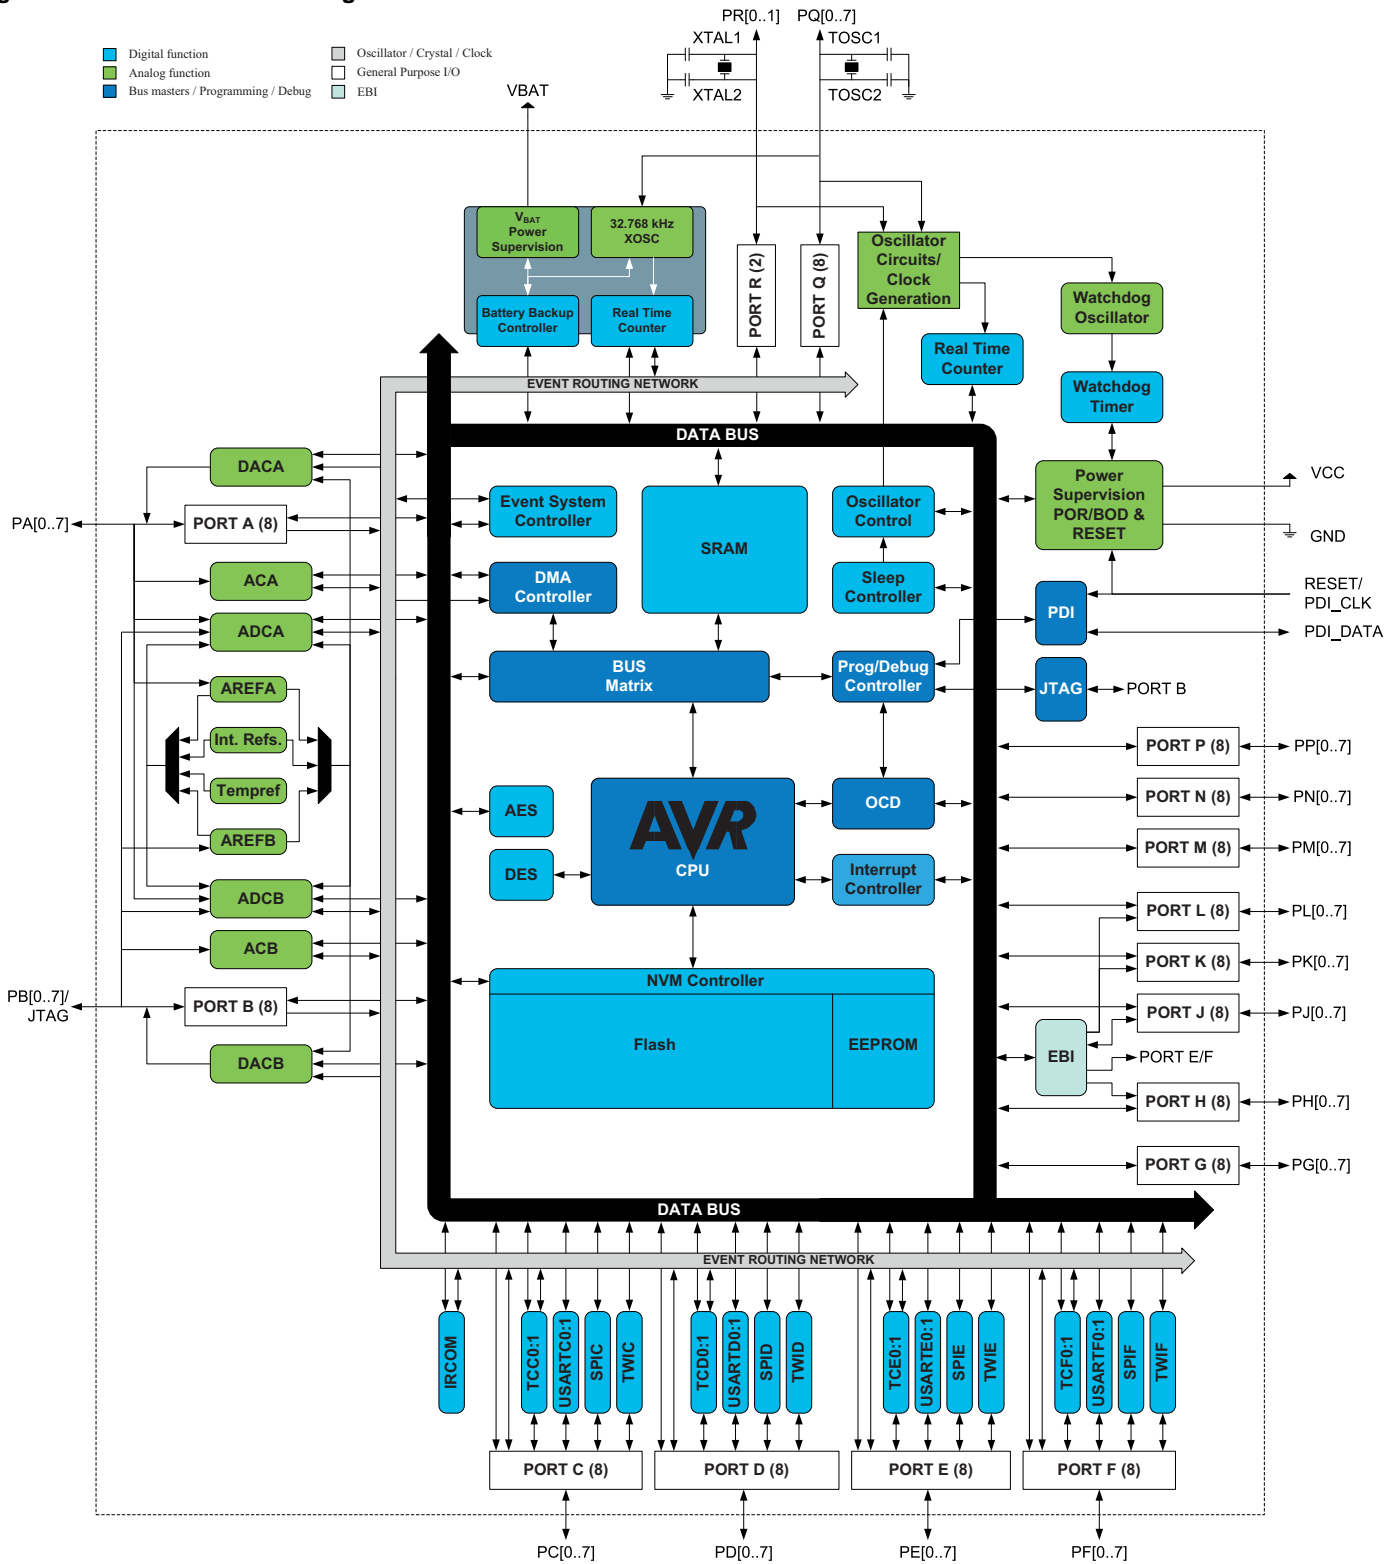 PR[0..1]
PQ[0..7]
XTAL1
TOSC1
XTAL2
TOSC2
Digital function
Analog function
Bus masters / Programming / Debug
Oscillator / Crystal / Clock
General Purpose I/O
EBI
VBAT
VBAT
Power
Supervision
32.768 kHz
XOSC
Battery Backup
Controller
Real Time
Counter
PORT R (2)
PORT Q (8)
Oscillator
Circuits/
Clock
Generation
Watchdog
Oscillator
Real Time
Counter
Watchdog
Timer
EVENT ROUTING NETWORK
DATA BUS
DACA
PORT A (8)
PA[0..7]
ACA
ADCA
AREFA
Int. Refs.
Tempref
AREFB
ADCB
ACB
PB[0..7]/
JTAG
PORT B (8)
DACB
Event System
Controller
DMA
Controller
SRAM
Oscillator
Control
Sleep
Controller
BUS
Matrix
Prog/Debug
Controller
AES
DES
AVR
CPU
OCD
Interrupt
Controller
NVM Controller
Flash
EEPROM
Power
Supervision
POR/BOD &
RESET
VCC
GND
RESET/
PDI_CLK
PDI
PDI_DATA
JTAG
PORT B
PORT P (8)
PP[0..7]
PORT N (8)
PN[0..7]
PORT M (8)
PM[0..7]
PORT L (8)
PL[0..7]
PORT K (8)
PK[0..7]
PORT J (8)
PJ[0..7]
EBI
PORT E/F
PORT H (8)
PH[0..7]
PORT G (8)
PG[0..7]
DATA BUS
EVENT ROUTING NETWORK
IRCOM
TCC0:1
USARTC0:1
SPIC
TWIC
TCD0:1
USARTD0:1
SPID
TWID
TCE0:1
USARTE0:1
SPIE
TWIE
TCF0:1
USARTF0:1
SPIF
TWIF
PORT C (8)
PORT D (8)
PORT E (8)
PORT F (8)
PC[0..7]
PD[0..7]
PE[0..7]
PF[0..7]